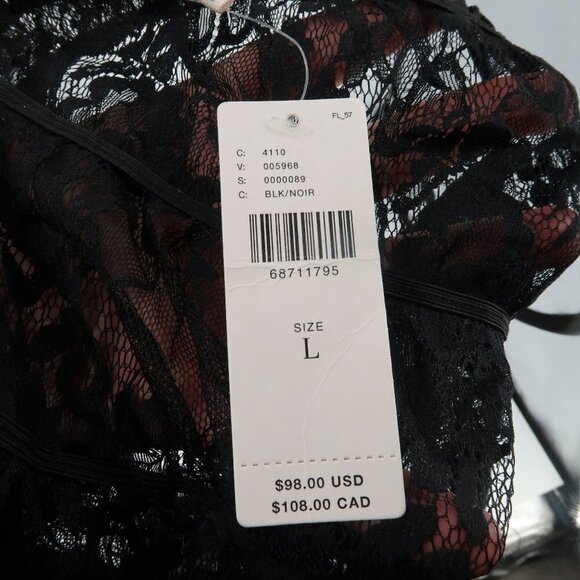 FL_57
C: 4110
V: 005968
S: 0000089
C: BLK/NOIR
68711795
SIZE
L
$98.00 USD
$108.00 CAD